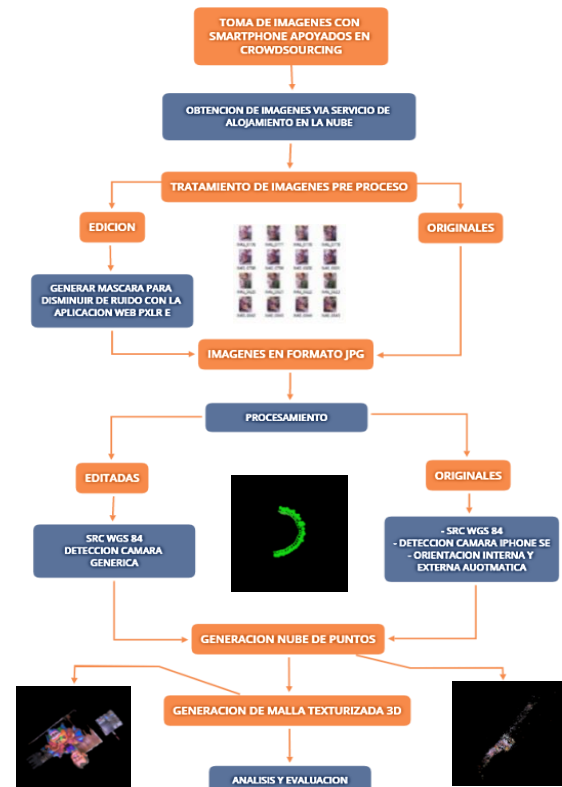 TOMA DE IMAGENES CON
SMARTPHONE APOYADOS EN
CROWDSOURCING
OBTENCION DE IMAGENES VIA SERVICIO DE
ALOJAMIENTO EN LA NUBE
TRATAMIENTO DE IMAGENES PRE PROCESO
EDICION
ORIGINALES
GENERAR MASCARA PARA
DISMINUIR DE RUIDO CON LA
APLICACION WEB PXLR E
IMAGENES EN FORMATO JPG
PROCESAMIENTO
EDITADAS
ORIGINALES
SRC WGS 84
DETECCION CAMARA
GENERICA
- SRC WGS 84
- DETECCION CAMARA IPHONE SE
- ORIENTACION INTERNA Y
EXTERNA AUOTMATICA
GENERACION NUBE DE PUNTOS
GENERACION DE MALLA TEXTURIZADA 3D
ANALISIS Y EVALUACION